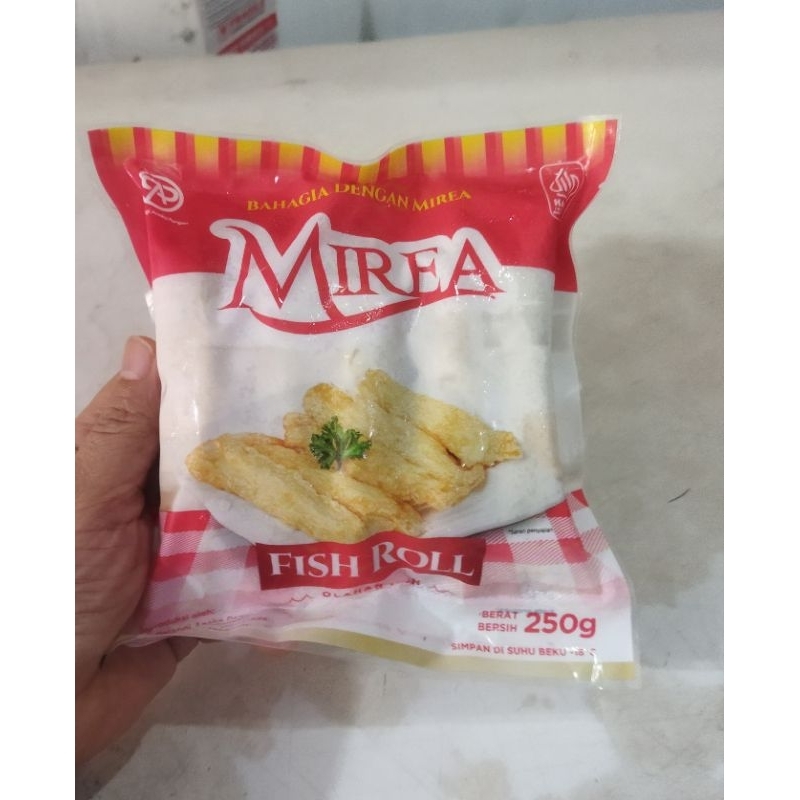 BAHAGIA DENGAN MIREA
MIREA
FISH ROLL
BERAT
BERSIH 250g
SIMPAN DI SUHU BEKU